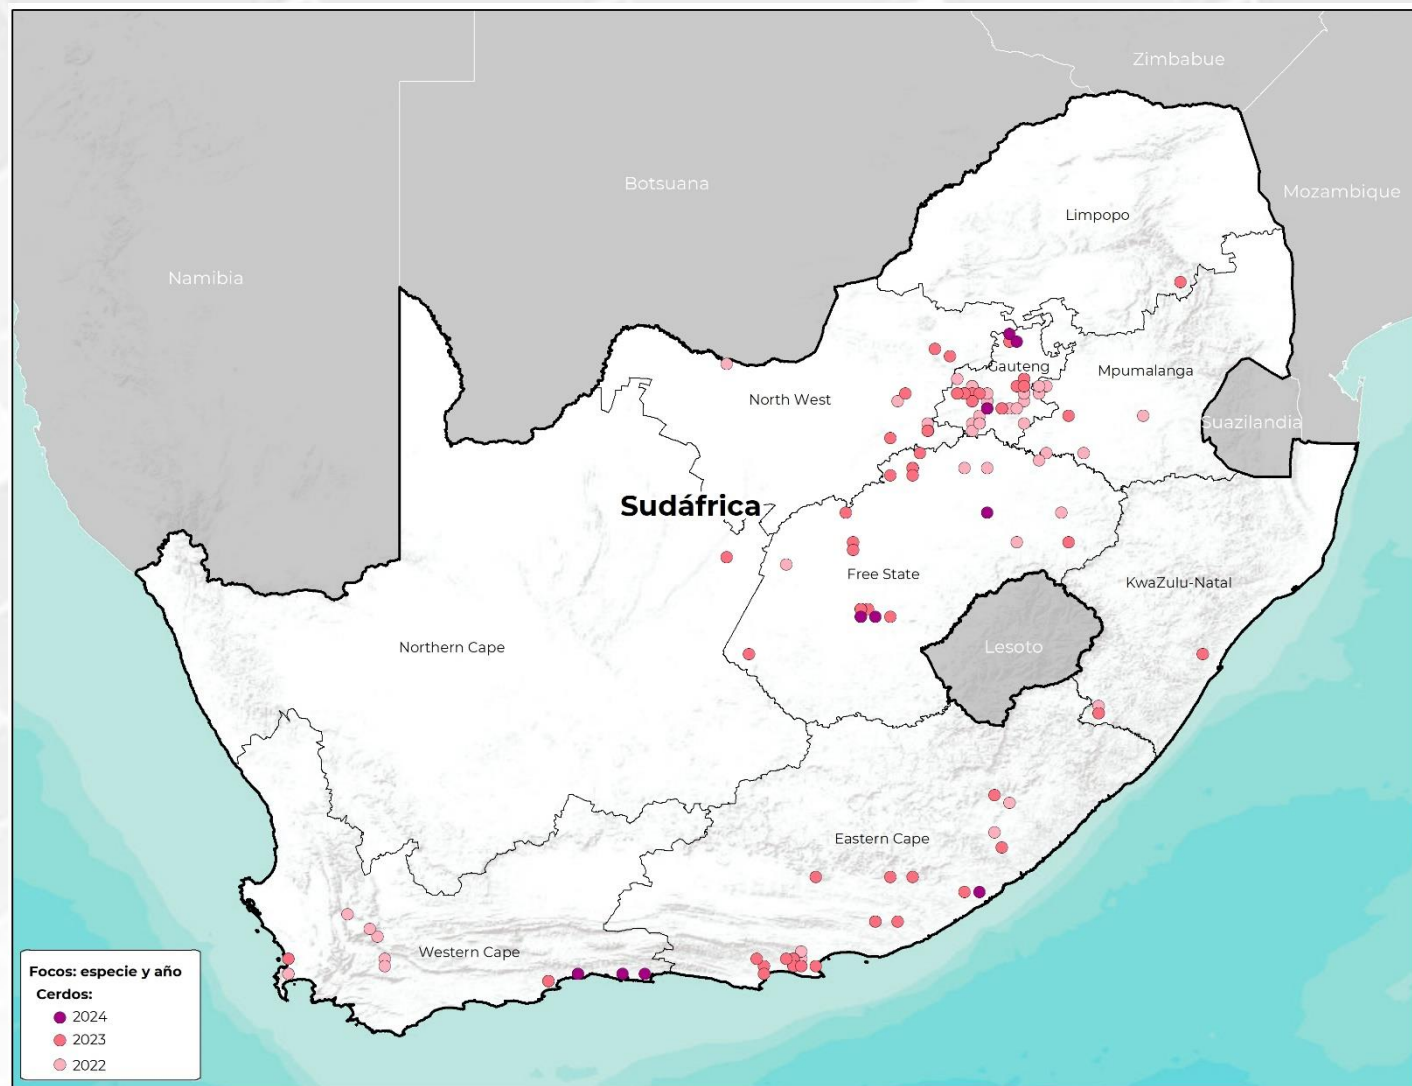 Zimbabue
Botsuana
Mozambique
Limpopo
Namibia
Gauteng
Mpumalanga
North West
Suazilandia
Sudáfrica
Free State
KwaZulu-Natal
Northern Cape
Lesoto
Eastern Cape
Western Cape
Focos: especie y año
Cerdos:
2024
2023
2022